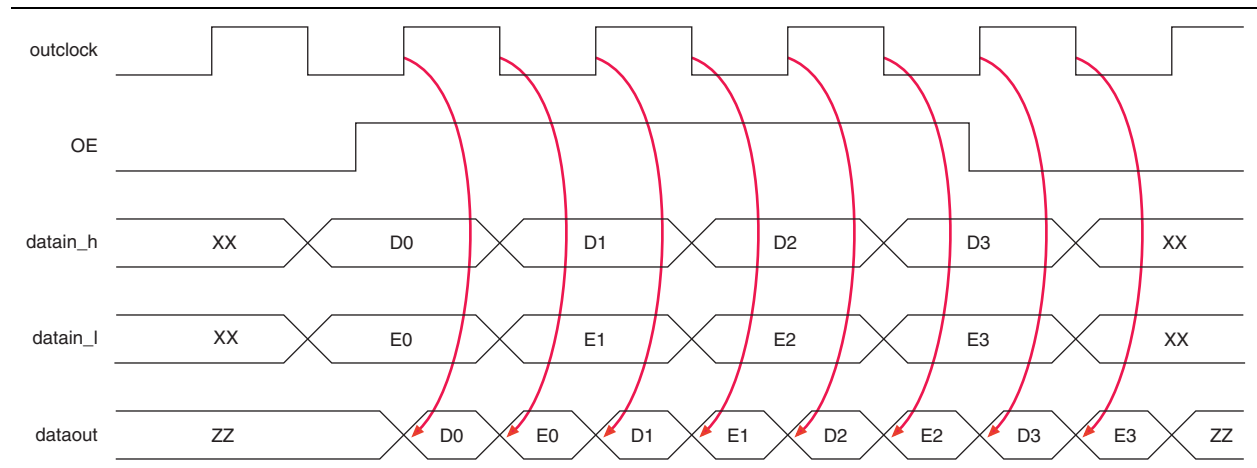 outclock
OE
datain_h XX D0 D1 D2 D3 XX
datain_l XX E0 E1 E2 E3 XX
dataout ZZ D0 E0 D1 E1 D2 E2 D3 E3 ZZ